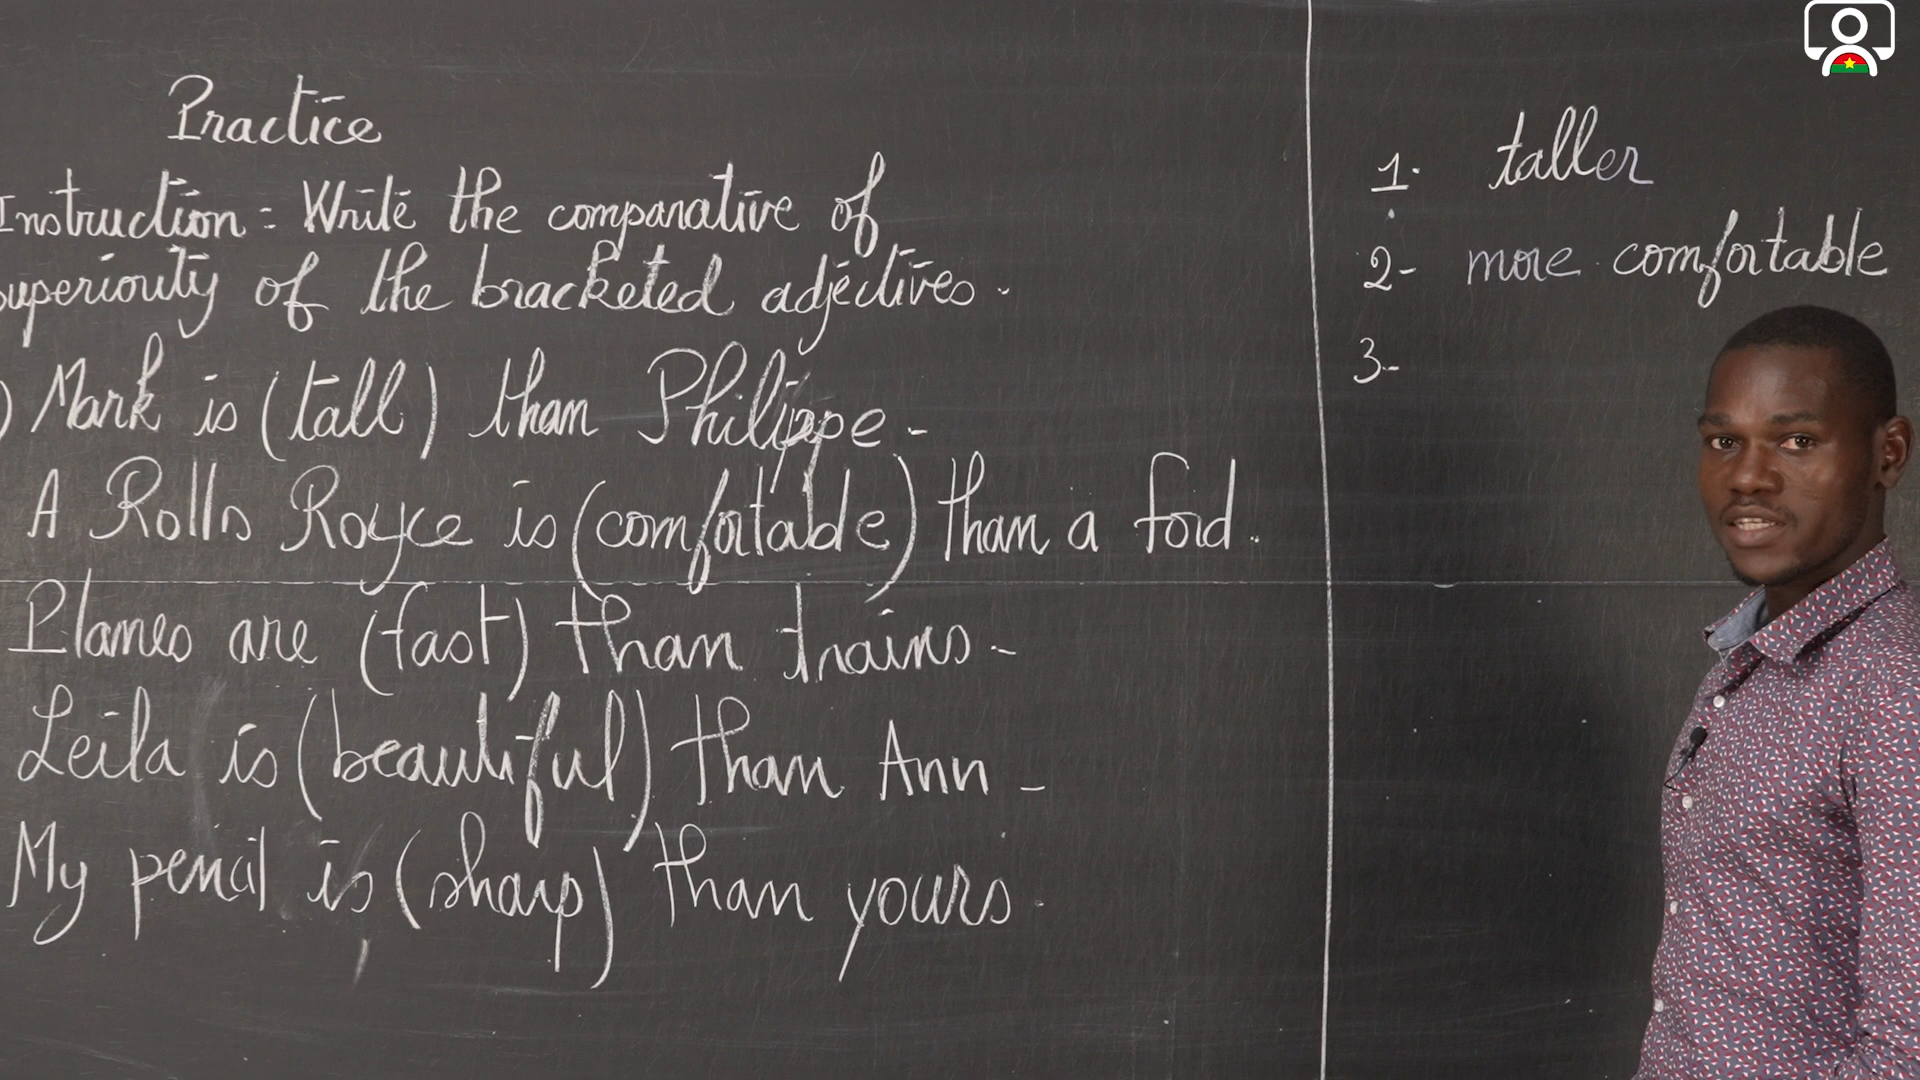 Practice
Instruction: Write the comparative of
superiority of the bracketed adjectives.
) Mark is (tall) than Philippe.
A Rolls Royce is (comfortable) than a ford.
Planes are (fast) than trains.
Leila is (beautiful) than Ann.
My pencil is (sharp) than yours.
1. taller
2- more comfortable
3-